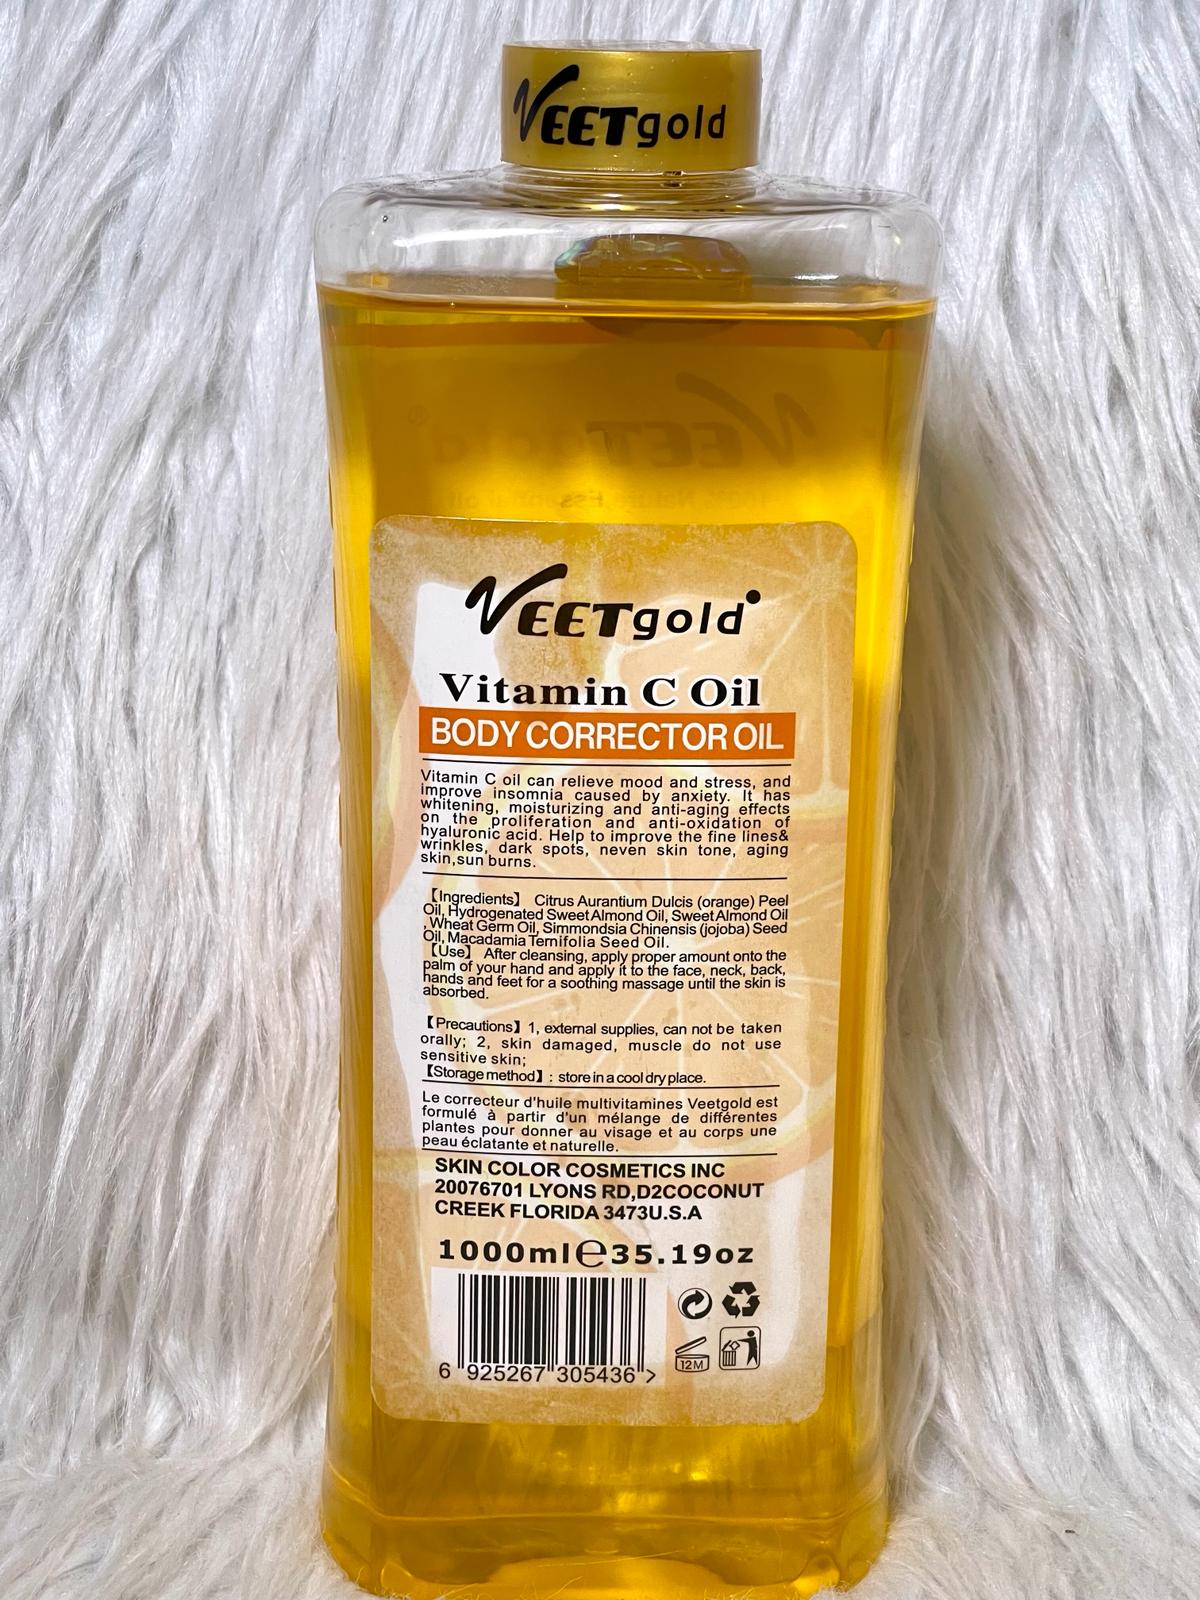 VEETgold
VEETgold
Vitamin C Oil
BODY CORRECTOR OIL
Vitamin C oil can relieve mood and stress, and
improve insomnia caused by anxiety. It has
whitening, moisturizing and anti-aging effects
on the proliferation and anti-oxidation of
hyaluronic acid. Help to improve the fine lines&
wrinkles, dark spots, neven skin tone, aging
skin,sun burns.
【Ingredients】 Citrus Aurantium Dulcis (orange) Peel
Oil, Hydrogenated Sweet Almond Oil, Sweet Almond Oil
, Wheat Germ Oil, Simmondsia Chinensis (jojoba) Seed
Oil, Macadamia Temifolia Seed Oil.
【Use】 After cleansing, apply proper amount onto the
palm of your hand and apply it to the face, neck, back,
hands and feet for a soothing massage until the skin is
absorbed.
【Precautions】1, external supplies, can not be taken
orally; 2, skin damaged, muscle do not use
sensitive skin;
【Storage method】: store in a cool dry place.
Le correcteur d'huile multivitamines Veetgold est
formulé à partir d'un mélange de différentes
plantes pour donner au visage et au corps une
peau éclatante et naturelle.
SKIN COLOR COSMETICS INC
20076701 LYONS RD,D2COCONUT
CREEK FLORIDA 3473U.S.A
1000ml℮35.19oz
6 925267 305436 >
12M